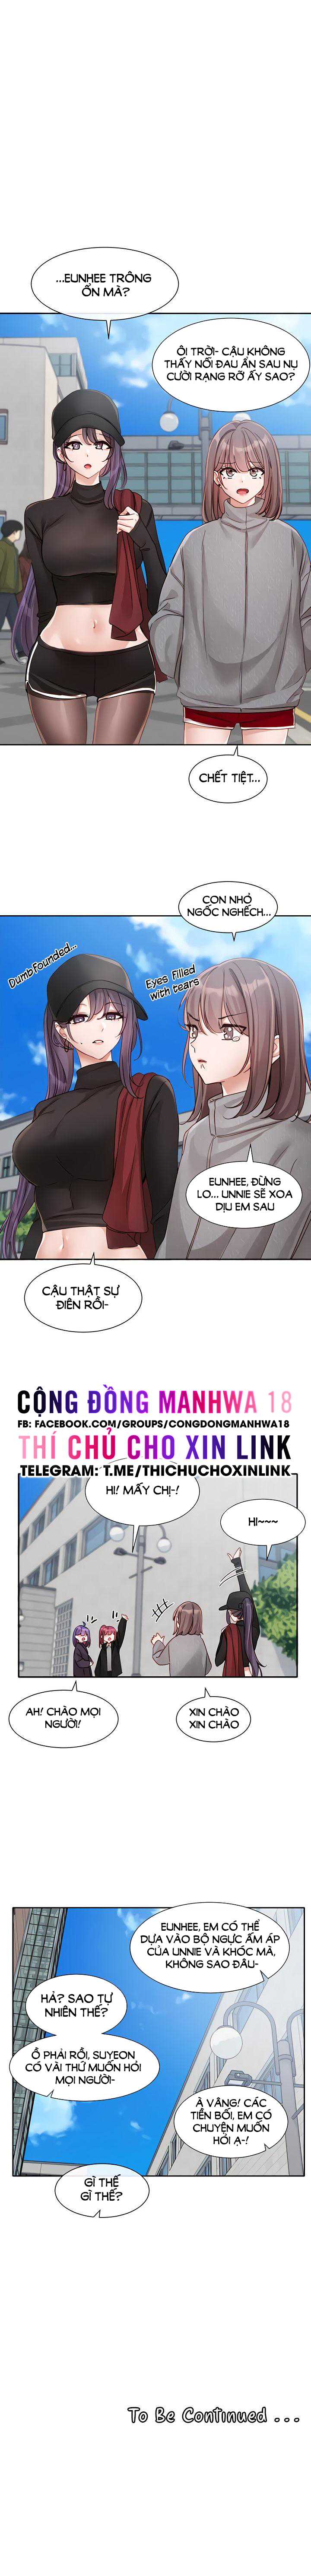 ...EUNHEE TRÔNG
ỔN MÀ?
ÔI TRỜI- CẬU KHÔNG
THẤY NỖI ĐAU ẨN SAU NỤ
CƯỜI RẠNG RỠ ẤY SAO?
CHẾT TIỆT...
CON NHỎ
NGỐC NGHẾCH...
Dumbfounded...
Eyes filled
with tears
EUNHEE, ĐỪNG
LO... UNNIE SẼ XOA
DỊU EM SAU
CẬU THẬT SỰ
ĐIÊN RỒI-
CỘNG ĐỒNG MANHWA 18
FB: FACEBOOK.COM/GROUPS/CONGDONGMANHWA18
THÍ CHỦ CHO XIN LINK
TELEGRAM: T.ME/THICHUCHOXINLINK
HI! MẤY CHỊ-!
HI~~~
AH! CHÀO MỌI
NGƯỜI!
XIN CHÀO
XIN CHÀO
EUNHEE, EM CÓ THỂ
DỰA VÀO BỘ NGỰC ẤM ÁP
CỦA UNNIE VÀ KHÓC MÀ,
KHÔNG SAO ĐÂU-
HẢ? SAO TỰ
NHIÊN THẾ?
Ồ PHẢI RỒI, SUYEON
CÓ VÀI THỨ MUỐN HỎI
MỌI NGƯỜI-
À VÂNG! CÁC
TIỀN BỐI, EM CÓ
CHUYỆN MUỐN
HỎI Ạ-!
GÌ THẾ
GÌ THẾ?
To Be Continued ...